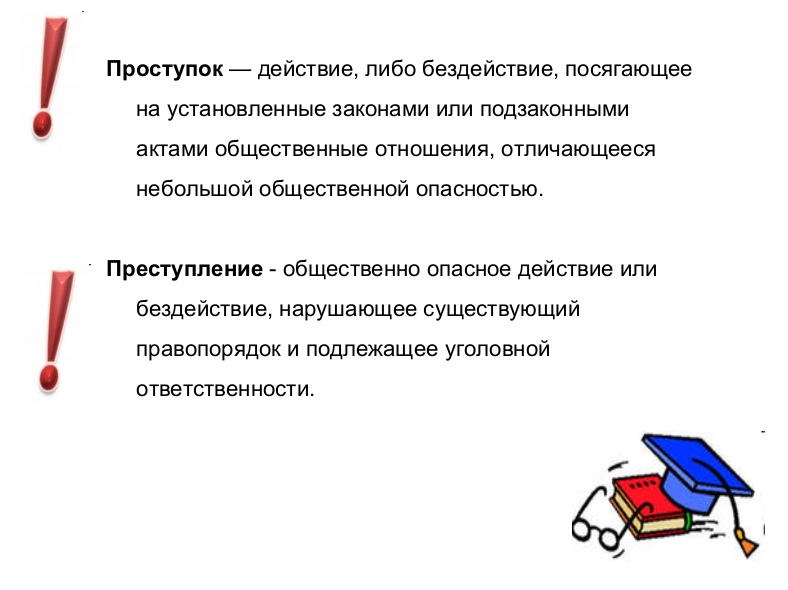 Проступок — действие, либо бездействие, посягающее
на установленные законами или подзаконными
актами общественные отношения, отличающееся
небольшой общественной опасностью.
Преступление - общественно опасное действие или
бездействие, нарушающее существующий
правопорядок и подлежащее уголовной
ответственности.